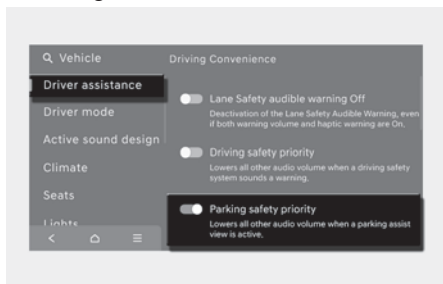 Vehicle
Driving Convenience
Driver assistance
Driver mode
Active sound design
Climate
Seats
Lights
Lane Safety audible warning Off
Deactivation of the Lane Safety Audible Warning, even
if both warning volume and haptic warning are On.
Driving safety priority
Lowers all other audio volume when a driving safety
system sounds a warning.
Parking safety priority
Lowers all other audio volume when a parking assist
view is active.